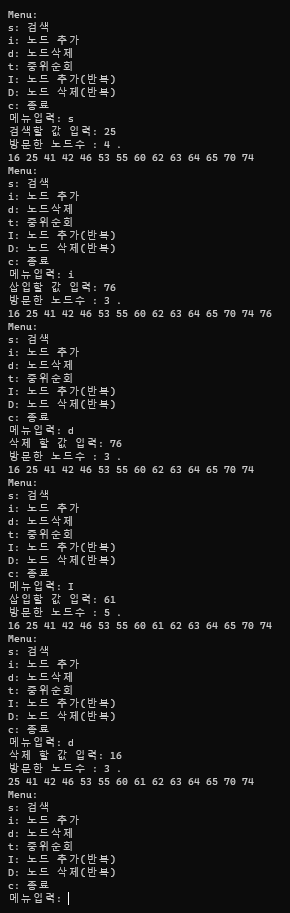 Menu:
s: 검색
i: 노드 추가
d: 노드삭제
t: 중위순회
I: 노드 추가(반복)
D: 노드 삭제(반복)
c: 종료
메뉴입력: s
검색할 값 입력: 25
방문한 노드수 : 4 .
16 25 41 42 46 53 55 60 62 63 64 65 70 74
Menu:
s: 검색
i: 노드 추가
d: 노드삭제
t: 중위순회
I: 노드 추가(반복)
D: 노드 삭제(반복)
c: 종료
메뉴입력: i
삽입할 값 입력: 76
방문한 노드수 : 3 .
16 25 41 42 46 53 55 60 62 63 64 65 70 74 76
Menu:
s: 검색
i: 노드 추가
d: 노드삭제
t: 중위순회
I: 노드 추가(반복)
D: 노드 삭제(반복)
c: 종료
메뉴입력: d
삭제 할 값 입력: 76
방문한 노드수 : 3 .
16 25 41 42 46 53 55 60 62 63 64 65 70 74
Menu:
s: 검색
i: 노드 추가
d: 노드삭제
t: 중위순회
I: 노드 추가(반복)
D: 노드 삭제(반복)
c: 종료
메뉴입력: I
삽입할 값 입력: 61
방문한 노드수 : 5 .
16 25 41 42 46 53 55 60 61 62 63 64 65 70 74
Menu:
s: 검색
i: 노드 추가
d: 노드삭제
t: 중위순회
I: 노드 추가(반복)
D: 노드 삭제(반복)
c: 종료
메뉴입력: d
삭제 할 값 입력: 16
방문한 노드수 : 3 .
25 41 42 46 53 55 60 61 62 63 64 65 70 74
Menu:
s: 검색
i: 노드 추가
d: 노드삭제
t: 중위순회
I: 노드 추가(반복)
D: 노드 삭제(반복)
c: 종료
메뉴입력: